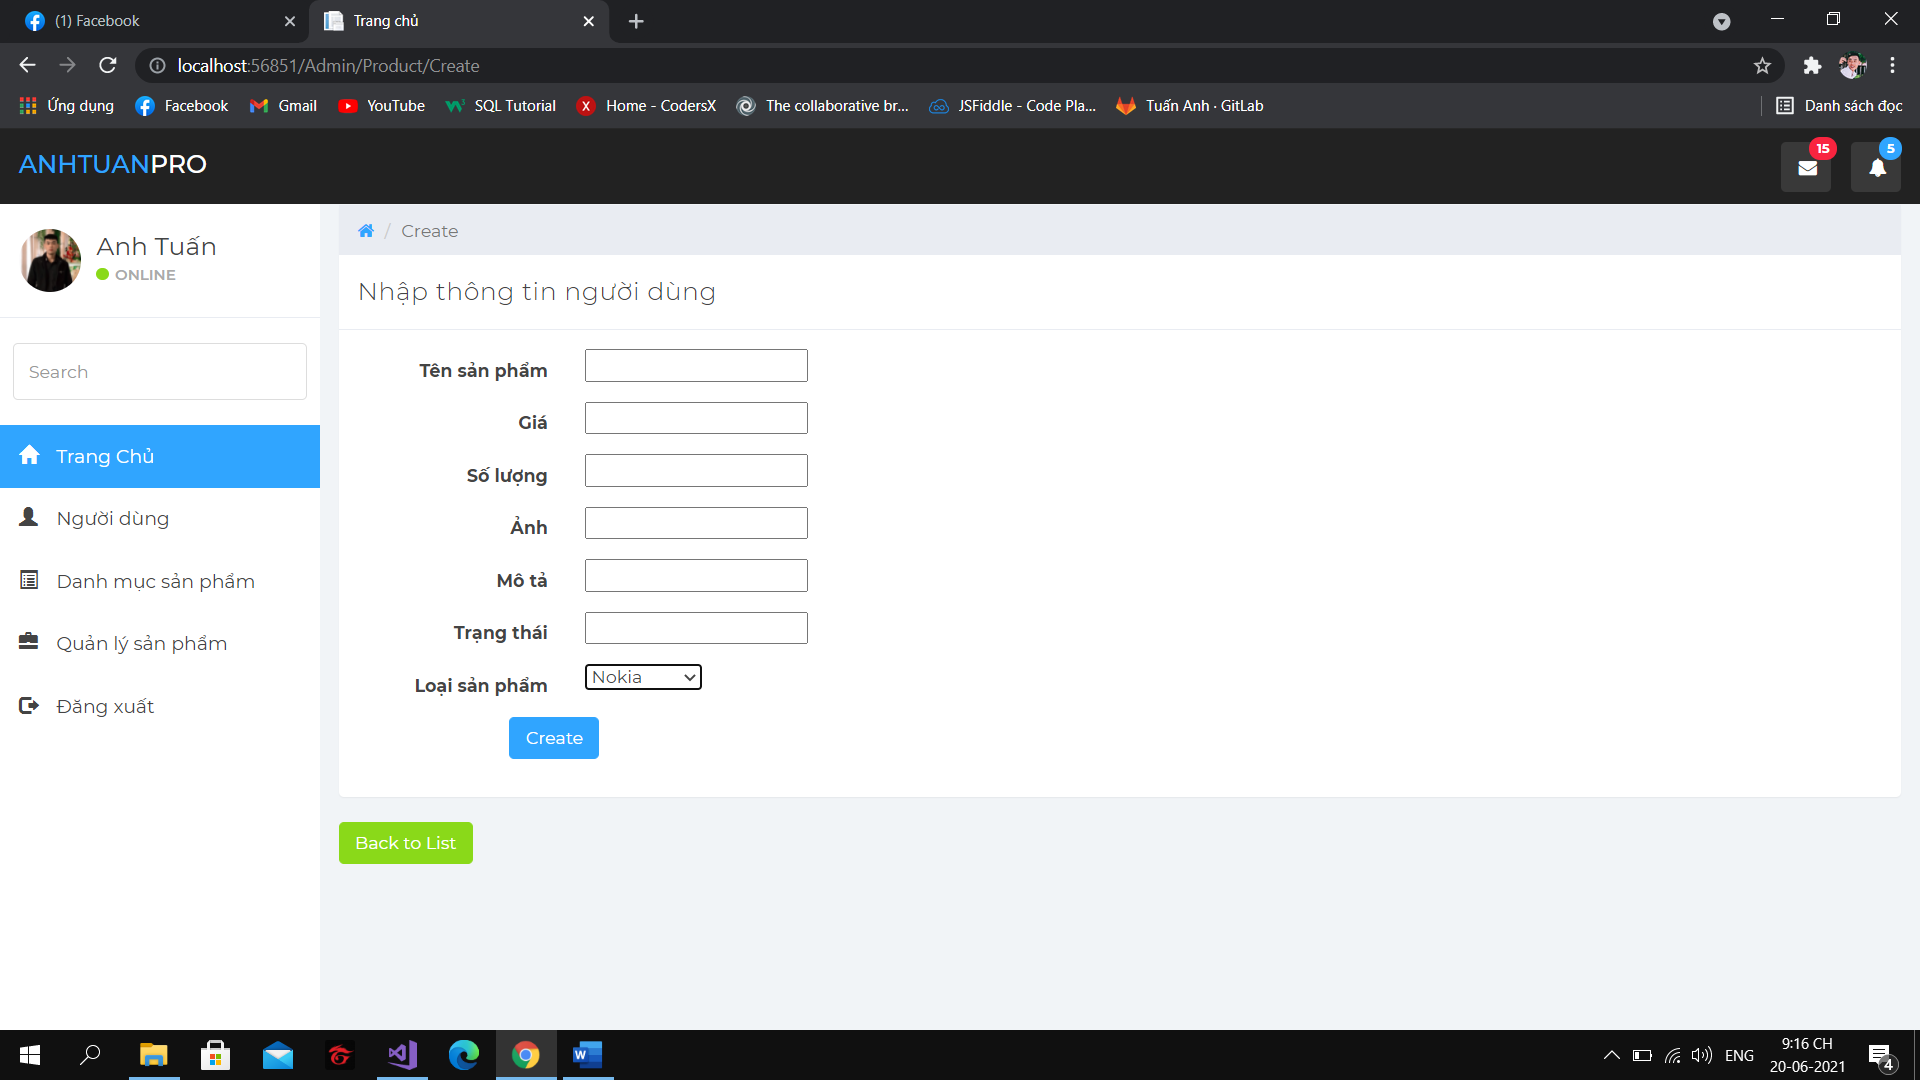 (1) Facebook
Trang chủ
localhost:56851/Admin/Product/Create
Ứng dụng
Facebook
Gmail
YouTube
SQL Tutorial
Home - CodersX
The collaborative br...
JSFiddle - Code Pla...
Tuấn Anh · GitLab
Danh sách đọc
ANHTUANPRO
15
5
Anh Tuấn
ONLINE
/ Create
Nhập thông tin người dùng
Search
Trang Chủ
Người dùng
Danh mục sản phẩm
Quản lý sản phẩm
Đăng xuất
Tên sản phẩm
Giá
Số lượng
Ảnh
Mô tả
Trạng thái
Loại sản phẩm
Nokia
Create
Back to List
ENG
9:16 CH
20-06-2021
4